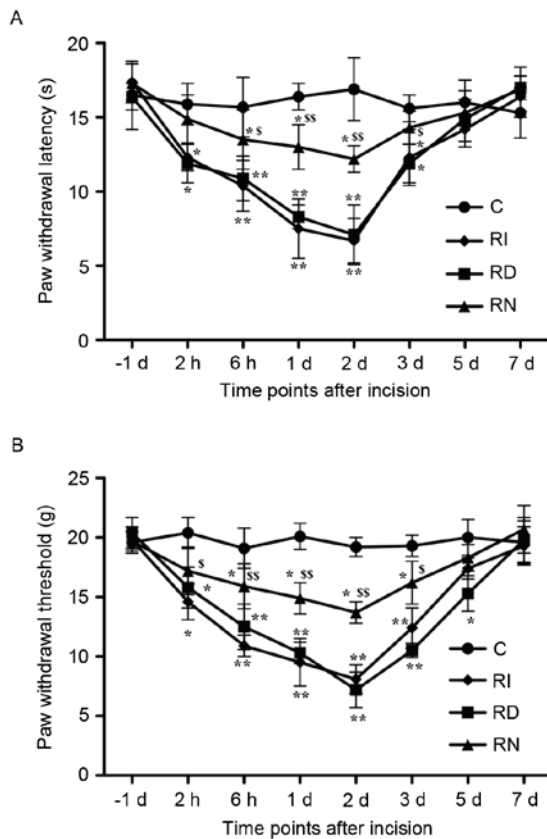 A
20
15
10
5
0
Paw withdrawal latency (s)
* $$
* $
* $$
$
*
*
*
*
**
**
**
**
**
**
C
RI
RD
RN
-1 d 2 h 6 h 1 d 2 d 3 d 5 d 7 d
Time points after incision
B
25
20
15
10
5
0
Paw withdrawal threshold (g)
$
* $$
* $$
* $$
* $
*
*
**
**
**
**
**
**
**
**
*
C
RI
RD
RN
-1 d 2 h 6 h 1 d 2 d 3 d 5 d 7 d
Time points after incision